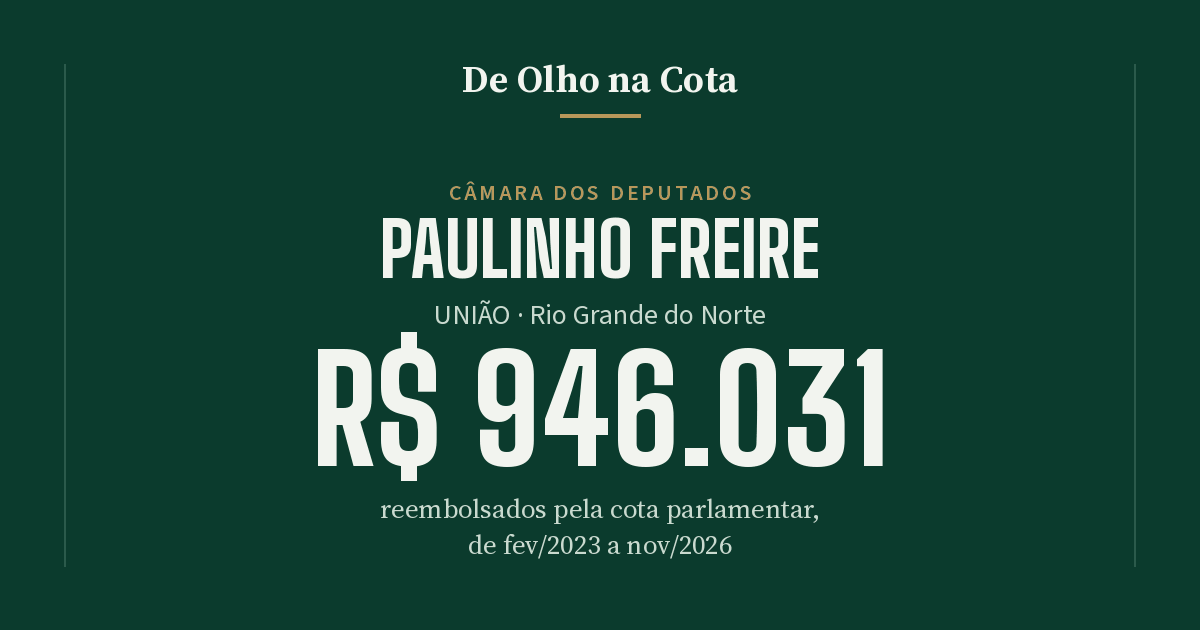 De Olho na Cota
CÂMARA DOS DEPUTADOS
PAULINHO FREIRE
UNIÃO · Rio Grande do Norte
R$ 946.031
reembolsados pela cota parlamentar,
de fev/2023 a nov/2026